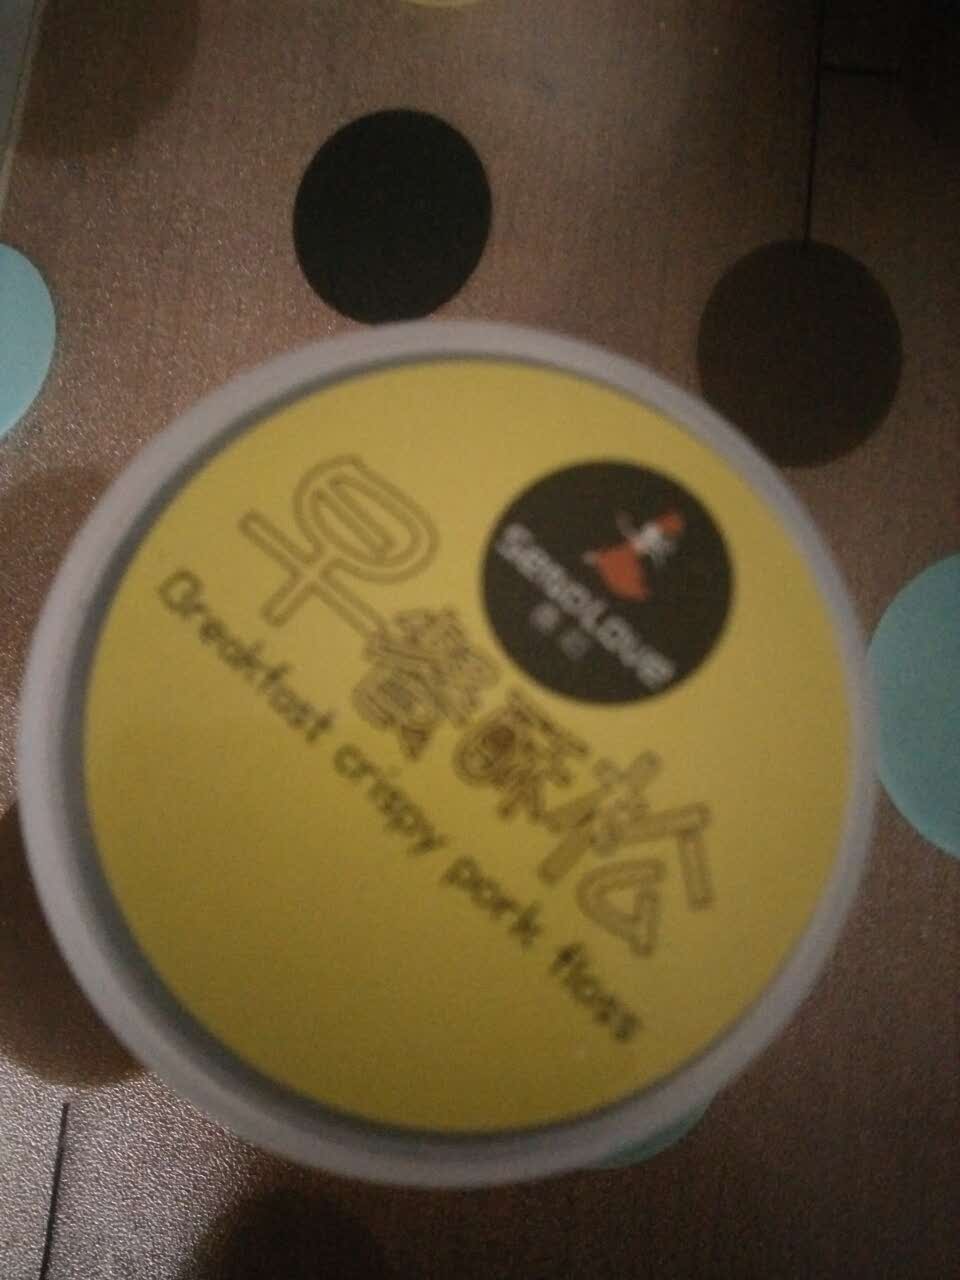 早餐酥松
Breakfast crispy pork floss